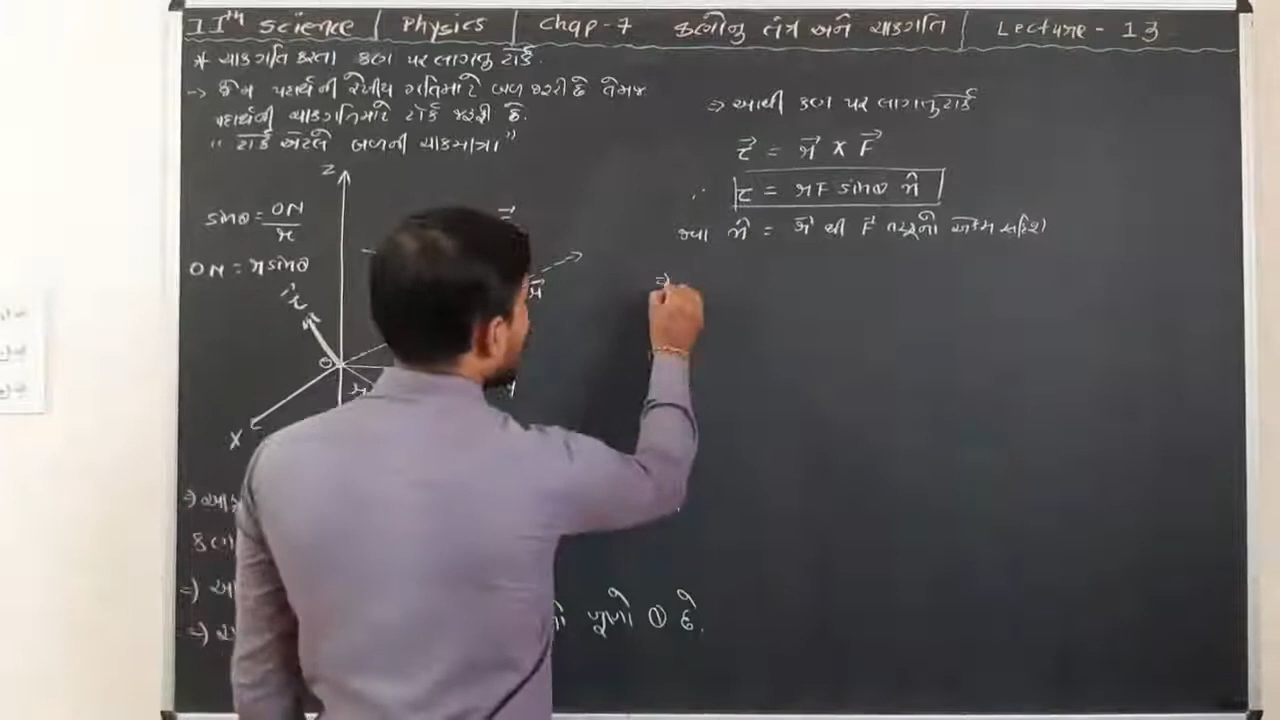 11th Science | Physics | Chap-7 કણોનું તંત્ર અને ચાકગતિ | Lecture - 13
* ચાકગતિ કરતા કણ પર લાગતુ ટોર્ક.
-> જેમ પદાર્થની રેખીય ગતિમાટે બળ જરૂરી છે તેમજ
પદાર્થની ચાકગતિમાટે ટોર્ક જરૂરી છે.
" ટોર્ક એટલે બળની ચાકમાત્રા"
Z
sinθ = ON/r
ON = r sinθ
O
X
=> આથી કણ પર લાગતુ ટોર્ક
τ⃗ = r⃗ x F⃗
∴ τ = rF sinθ n̂
જ્યા n̂ = r⃗ થી F⃗ તરફનો એકમ સદિશ
=>
ખૂણો θ છે.